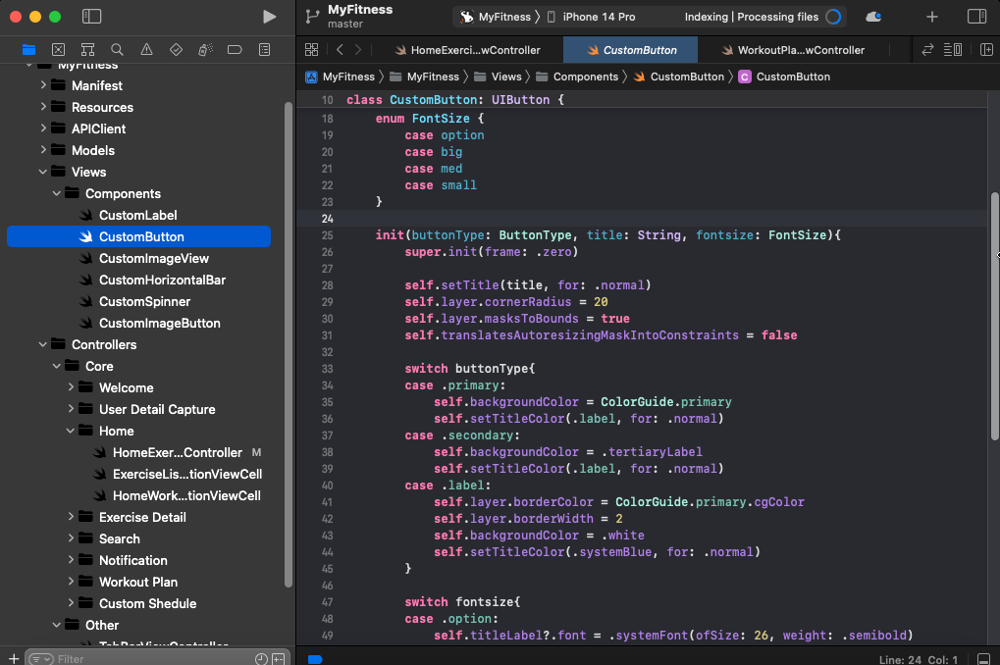 MyFitness
master
MyFitness 〉 iPhone 14 Pro
Indexing | Processing files
HomeExerci...wController
CustomButton
WorkoutPla...wController
MyFitness 〉 MyFitness 〉 Views 〉 Components 〉 CustomButton 〉 C CustomButton
MyFitness
Manifest
Resources
APIClient
Models
Views
Components
CustomLabel
CustomButton
CustomImageView
CustomHorizontalBar
CustomSpinner
CustomImageButton
Controllers
Core
Welcome
User Detail Capture
Home
HomeExer...Controller M
ExerciseLis...tionViewCell
HomeWork...tionViewCell
Exercise Detail
Search
Notification
Workout Plan
Custom Shedule
Other
TabBarViewController
Filter
10 class CustomButton: UIButton {
18 enum FontSize {
19 case option
20 case big
21 case med
22 case small
23 }
24
25 init(buttonType: ButtonType, title: String, fontsize: FontSize){
26 super.init(frame: .zero)
27
28 self.setTitle(title, for: .normal)
29 self.layer.cornerRadius = 20
30 self.layer.masksToBounds = true
31 self.translatesAutoresizingMaskIntoConstraints = false
32
33 switch buttonType{
34 case .primary:
35 self.backgroundColor = ColorGuide.primary
36 self.setTitleColor(.label, for: .normal)
37 case .secondary:
38 self.backgroundColor = .tertiaryLabel
39 self.setTitleColor(.label, for: .normal)
40 case .label:
41 self.layer.borderColor = ColorGuide.primary.cgColor
42 self.layer.borderWidth = 2
43 self.backgroundColor = .white
44 self.setTitleColor(.systemBlue, for: .normal)
45 }
46
47 switch fontsize{
48 case .option:
49 self.titleLabel?.font = .systemFont(ofSize: 26, weight: .semibold)
Line: 24 Col: 1